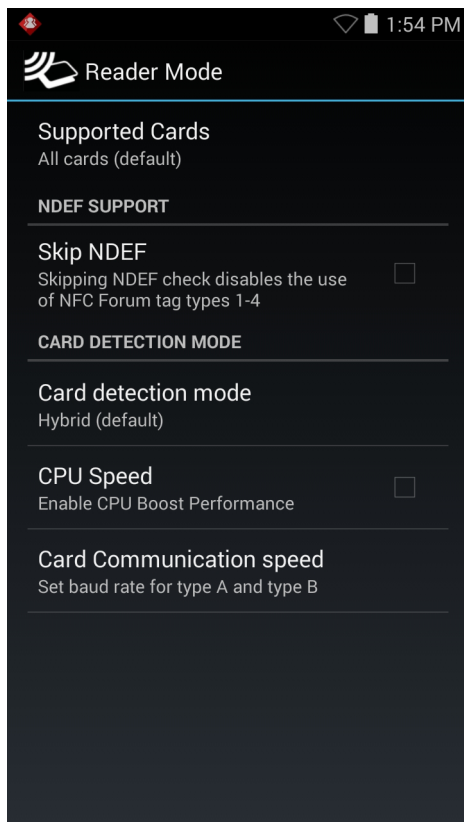 1:54 PM
Reader Mode
Supported Cards
All cards (default)
NDEF SUPPORT
Skip NDEF
Skipping NDEF check disables the use
of NFC Forum tag types 1-4
CARD DETECTION MODE
Card detection mode
Hybrid (default)
CPU Speed
Enable CPU Boost Performance
Card Communication speed
Set baud rate for type A and type B